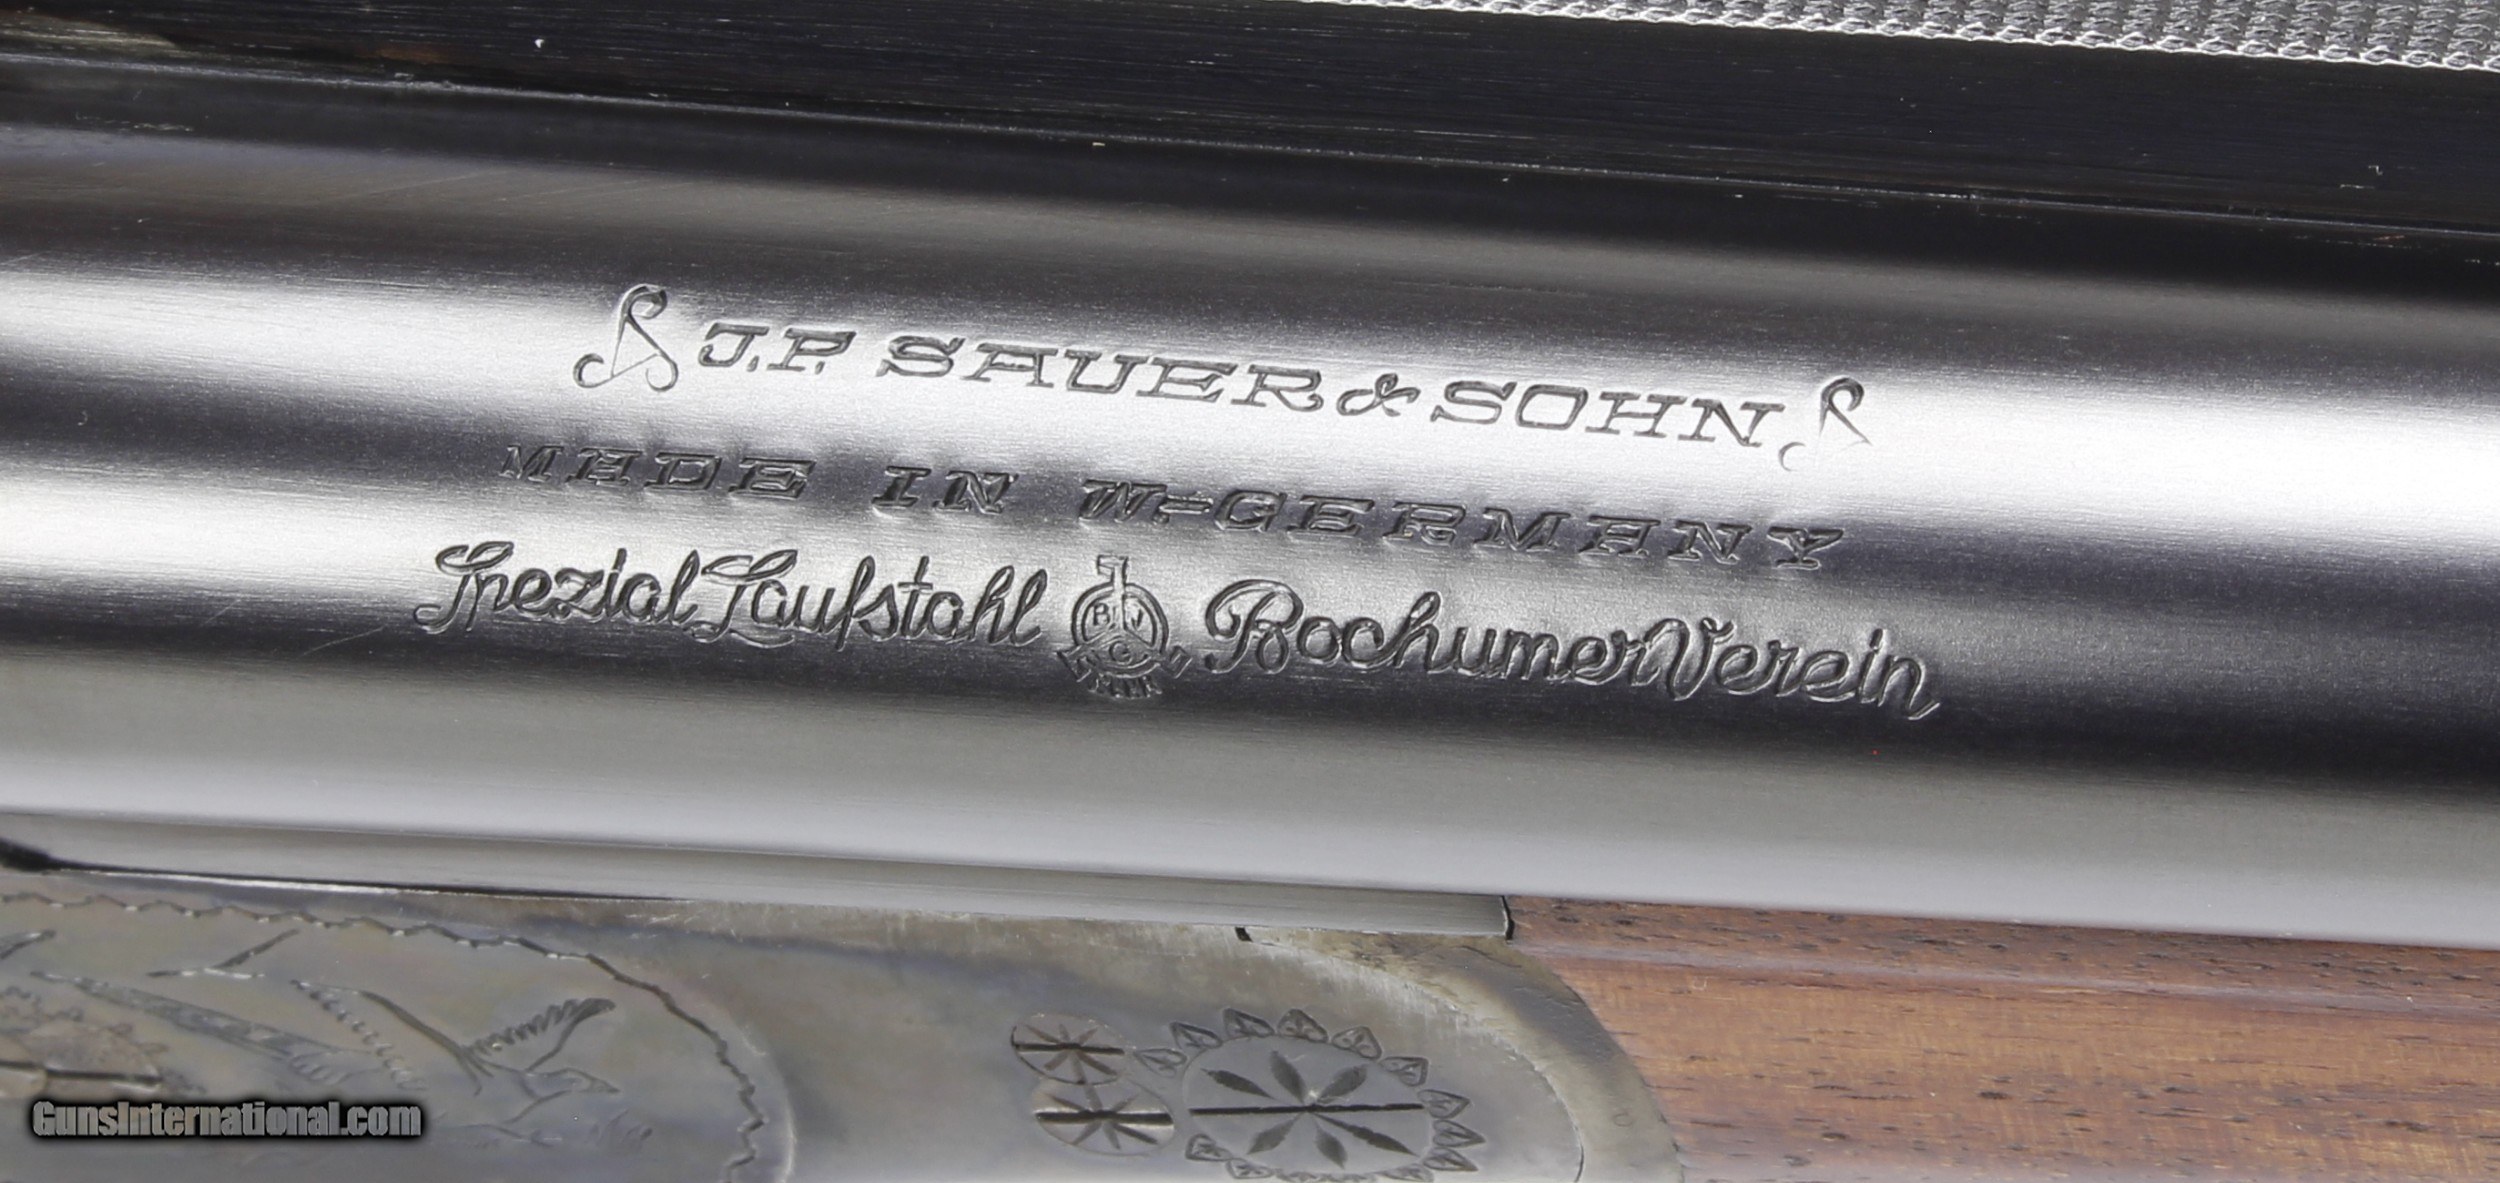 J.P. SAUER & SOHN
MADE IN W.-GERMANY
Spezial Laufstahl Bochumer Verein
B V
G
GunsInternational.com